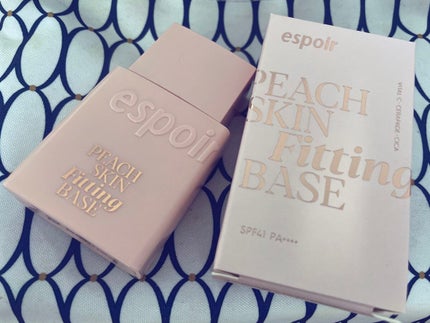 espoir
PEACH
SKIN
Fitting
BASE
espoir
PEACH
SKIN
Fitting
BASE
SPF41 PA++++